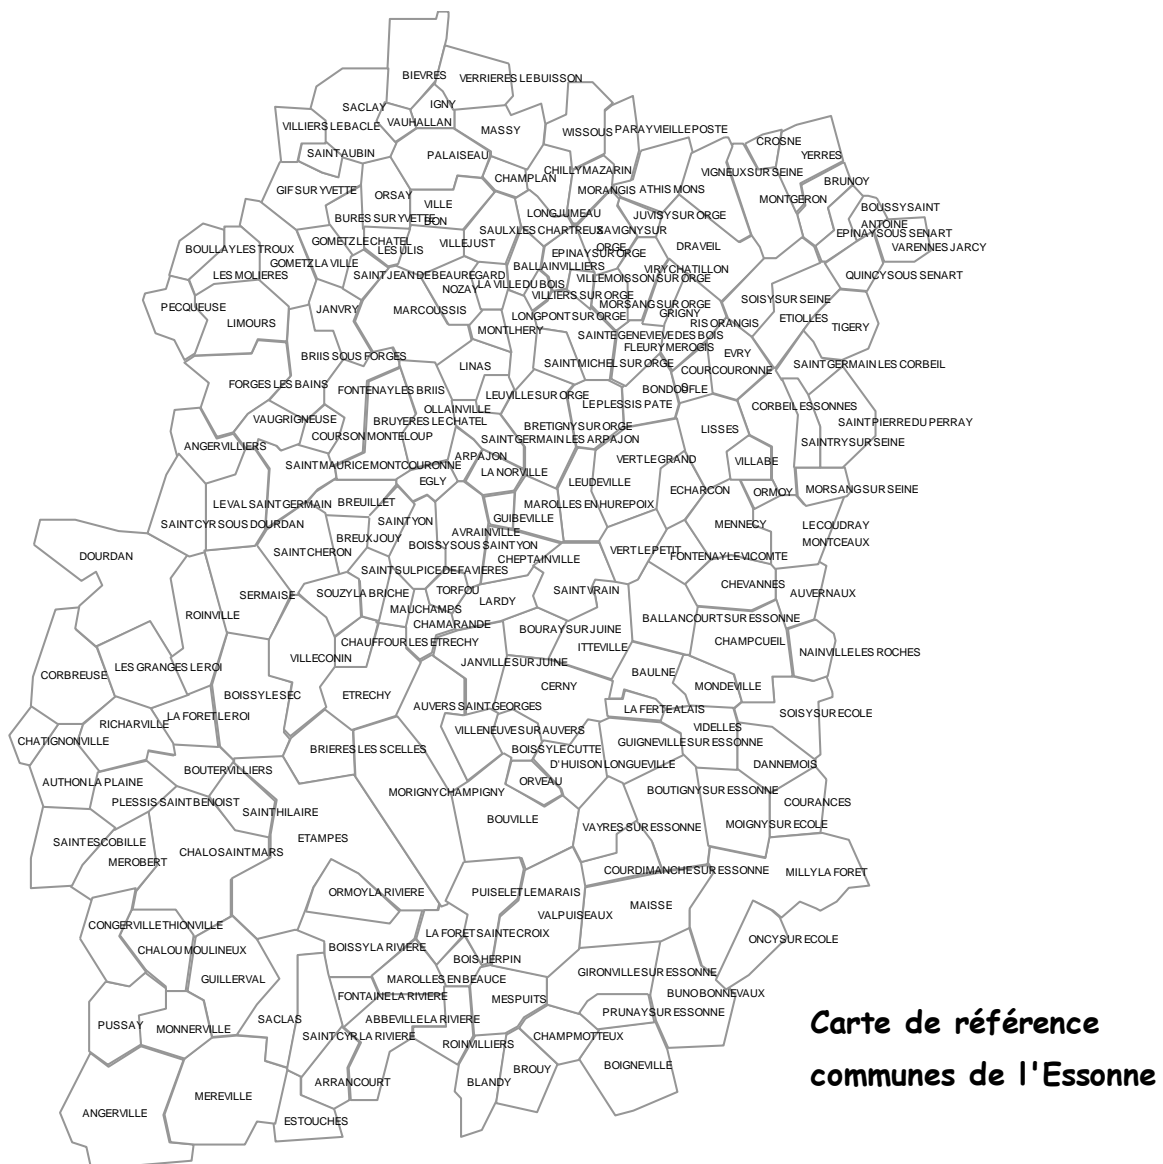 BIEVRES
VERRIERES LE BUISSON
SACLAY
IGNY
VILLIERS LE BACLE
VAUHALLAN
MASSY
WISSOUS
PARAY VIEILLE POSTE
CROSNE
SAINT AUBIN
PALAISEAU
YERRES
CHAMPLAN
CHILLY MAZARIN
VIGNEUX SUR SEINE
BRUNOY
GIF SUR YVETTE
ORSAY
MORANGIS
ATHIS MONS
MONTGERON
VILLE
BON
BOUSSY SAINT
ANTOINE
BURES SUR YVETTE
LONGJUMEAU
JUVISY SUR ORGE
SAULX LES CHARTREUX
SAVIGNY SUR
ORGE
EPINAY SOUS SENART
GOMETZ LE CHATEL
LES ULIS
VILLEJUST
DRAVEIL
VARENNES JARCY
BOULLAY LES TROUX
EPINAY SUR ORGE
GOMETZ LA VILLE
BALLAINVILLIERS
VIRY CHATILLON
LES MOLIERES
SAINT JEAN DE BEAUREGARD
VILLEMOISSON SUR ORGE
QUINCY SOUS SENART
NOZAY
LA VILLE DU BOIS
VILLIERS SUR ORGE
SOISY SUR SEINE
PECQUEUSE
JANVRY
MARCOUSSIS
MORSANG SUR ORGE
GRIGNY
LONGPONT SUR ORGE
LIMOURS
RIS ORANGIS
ETIOLLES
TIGERY
MONTLHERY
SAINTE GENEVIEVE DES BOIS
FLEURY MEROGIS
EVRY
BRIIS SOUS FORGES
LINAS
SAINT MICHEL SUR ORGE
COURCOURONNE
S
SAINT GERMAIN LES CORBEIL
FORGES LES BAINS
FONTENAY LES BRIIS
BONDOUFLE
LEUVILLE SUR ORGE
LE PLESSIS PATE
CORBEIL ESSONNES
OLLAINVILLE
VAUGRIGNEUSE
BRUYERES LE CHATEL
BRETIGNY SUR ORGE
LISSES
SAINT PIERRE DU PERRAY
COURSON MONTELOUP
SAINT GERMAIN LES ARPAJON
SAINTRY SUR SEINE
ANGERVILLIERS
ARPAJON
VERT LE GRAND
VILLABE
SAINT MAURICE MONTCOURONNE
LA NORVILLE
EGLY
LEUDEVILLE
ECHARCON
ORMOY
MORSANG SUR SEINE
LE VAL SAINT GERMAIN
BREUILLET
MAROLLES EN HUREPOIX
SAINT CYR SOUS DOURDAN
SAINT YON
GUIBEVILLE
MENNECY
LE COUDRAY
MONTCEAUX
AVRAINVILLE
BREUX JOUY
BOISSY SOUS SAINT YON
DOURDAN
SAINT CHERON
CHEPTAINVILLE
VERT LE PETIT
FONTENAY LE VICOMTE
SAINT SULPICE DE FAVIERES
CHEVANNES
SERMAISE
SOUZY LA BRICHE
TORFOU
SAINT VRAIN
AUVERNAUX
LARDY
MAUCHAMPS
ROINVILLE
CHAMARANDE
BALLANCOURT SUR ESSONNE
BOURAY SUR JUINE
CHAUFFOUR LES ETRECHY
CHAMPCUEIL
ITTEVILLE
NAINVILLE LES ROCHES
VILLECONIN
JANVILLE SUR JUINE
LES GRANGES LE ROI
BAULNE
CORBREUSE
CERNY
MONDEVILLE
BOISSY LE SEC
ETRECHY
AUVERS SAINT GEORGES
LA FERTE ALAIS
SOISY SUR ECOLE
LA FORET LE ROI
RICHARVILLE
VILLENEUVE SUR AUVERS
VIDELLES
CHATIGNONVILLE
GUIGNEVILLE SUR ESSONNE
BRIERES LES SCELLES
BOISSY LE CUTTE
D' HUISON LONGUEVILLE
DANNEMOIS
BOUTERVILLIERS
AUTHON LA PLAINE
ORVEAU
MORIGNY CHAMPIGNY
BOUTIGNY SUR ESSONNE
PLESSIS SAINT BENOIST
COURANCES
SAINT HILAIRE
BOUVILLE
VAYRES SUR ESSONNE
MOIGNY SUR ECOLE
ETAMPES
SAINT ESCOBILLE
CHALO SAINT MARS
MEROBERT
COURDIMANCHE SUR ESSONNE
MILLY LA FORET
ORMOY LA RIVIERE
PUISELET LE MARAIS
MAISSE
VALPUISEAUX
CONGERVILLE THIONVILLE
LA FORET SAINTE CROIX
ONCY SUR ECOLE
CHALOU MOULINEUX
BOISSY LA RIVIERE
BOIS HERPIN
GIRONVILLE SUR ESSONNE
GUILLERVAL
MAROLLES EN BEAUCE
BUNO BONNEVAUX
FONTAINE LA RIVIERE
MESPUITS
PRUNAY SUR ESSONNE
SACLAS
ABBEVILLE LA RIVIERE
PUSSAY
MONNERVILLE
SAINT CYR LA RIVIERE
CHAMPMOTTEUX
ROINVILLIERS
BOIGNEVILLE
BROUY
ARRANCOURT
BLANDY
MEREVILLE
ANGERVILLE
ESTOUCHES
Carte de référence
communes de l'Essonne